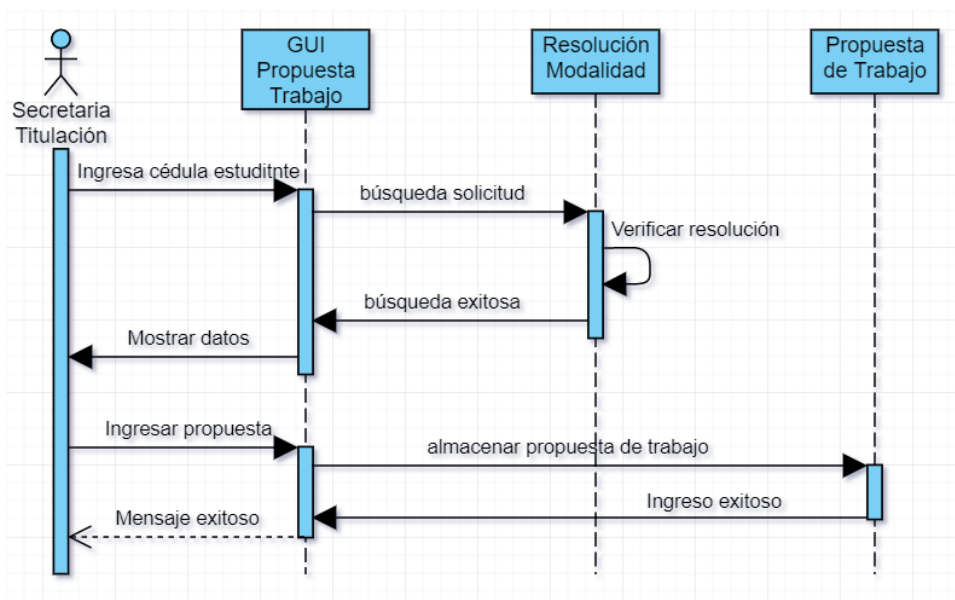 GUI
Propuesta
Trabajo
Resolución
Modalidad
Propuesta
de Trabajo
Secretaria
Titulación
Ingresa cédula estuditnte
búsqueda solicitud
Verificar resolución
búsqueda exitosa
Mostrar datos
Ingresar propuesta
almacenar propuesta de trabajo
Ingreso exitoso
Mensaje exitoso